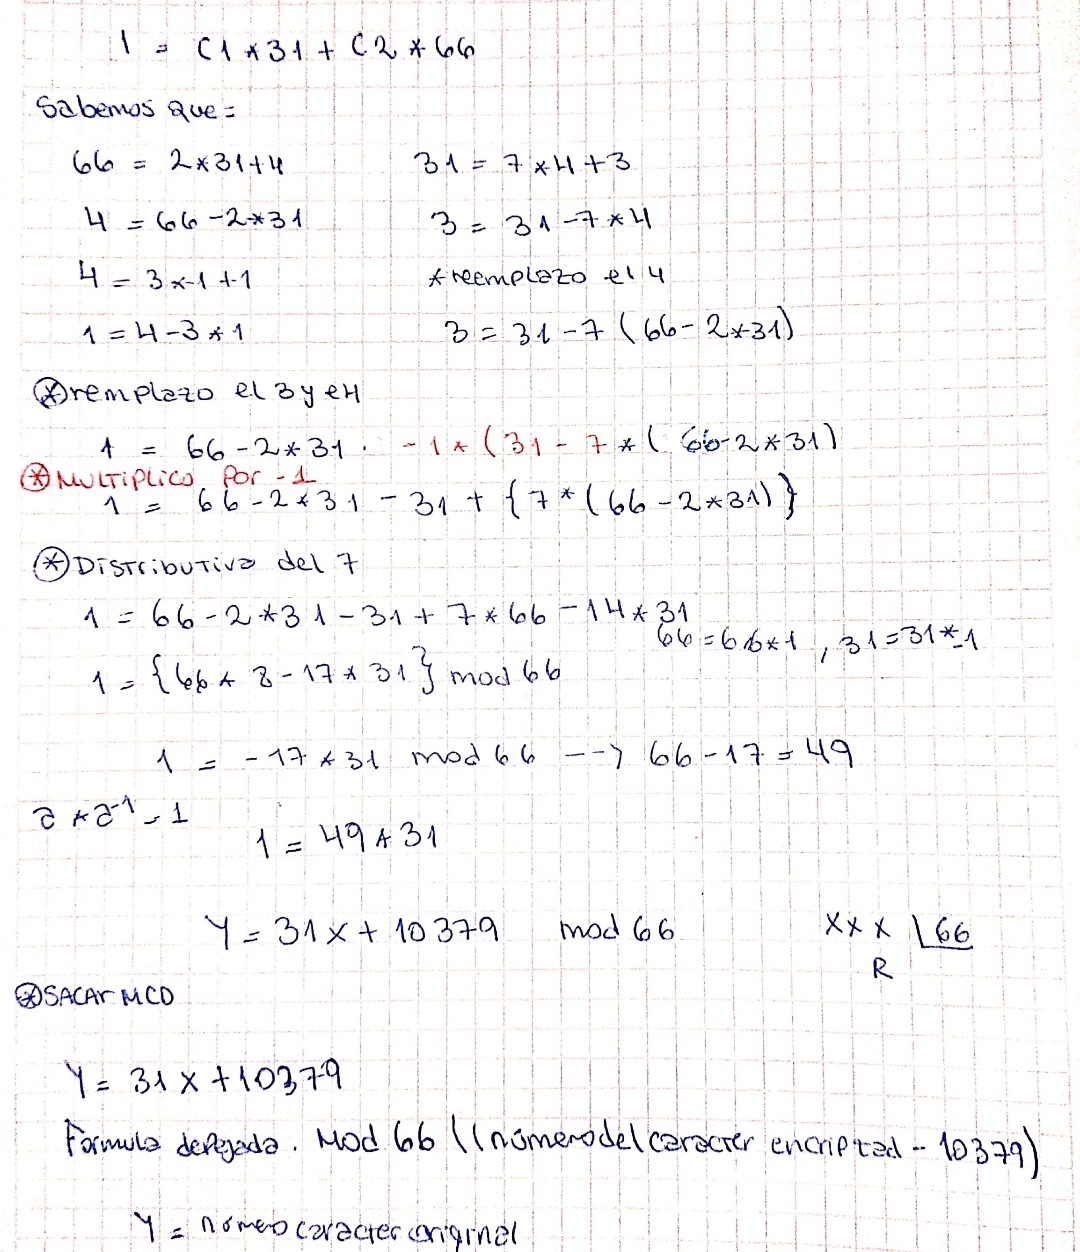 1 = C1*31 + C2*66
Sabemos que=
66 = 2*31+4    31 = 7*4+3
4 = 66-2*31    3 = 31-7*4
4 = 3*1+1    *reemplazo el 4
1 = 4-3*1    3 = 31-7(66-2*31)
* remplazo el 3 y el 4
1 = 66-2*31. -1*(31-7*(66-2*31)
* MULTIPLICO POR -1
1 = 66-2*31 - 31 + {7*(66-2*31)}
* Distributiva del 7
1 = 66-2*31-31+7*66-14*31
66=66*1, 31=31*-1
1 = {66*8-17*31} mod 66
1 = -17*31 mod 66 --> 66-17=49
a*a⁻¹=1
1 = 49*31
Y = 31x + 10379 mod 66    XXX |66
R
* SACAR MCD
Y = 31x+10379
Formula despejada. Mod 66 ((número del caracter encriptad - 10379)
Y = número caracter original